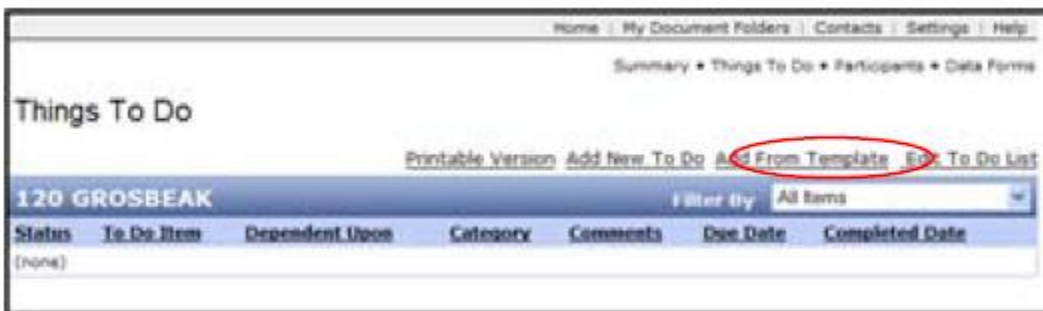 Home | My Document Folders | Contacts | Settings | Help
Summary • Things To Do • Participants • Data Forms
Things To Do
Printable Version Add New To Do Add From Template Edit To Do List
120 GROSBEAK Filter By All Items
Status To Do Item Dependent Upon Category Comments Due Date Completed Date
(none)